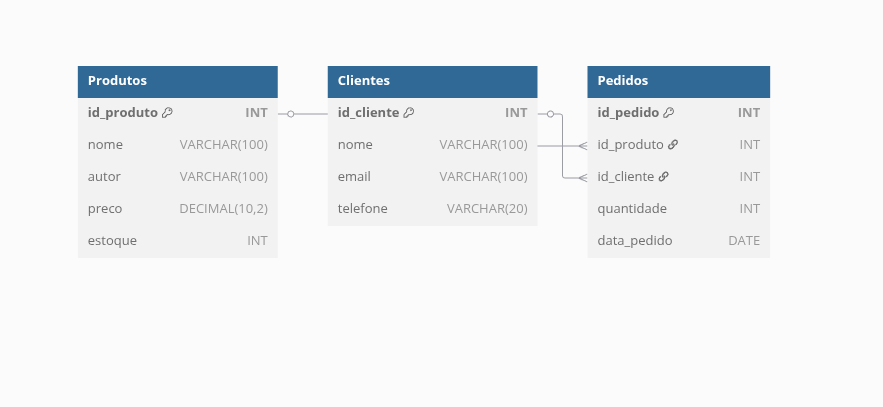 Produtos
id_produto INT
nome VARCHAR(100)
autor VARCHAR(100)
preco DECIMAL(10,2)
estoque INT
Clientes
id_cliente INT
nome VARCHAR(100)
email VARCHAR(100)
telefone VARCHAR(20)
Pedidos
id_pedido INT
id_produto INT
id_cliente INT
quantidade INT
data_pedido DATE